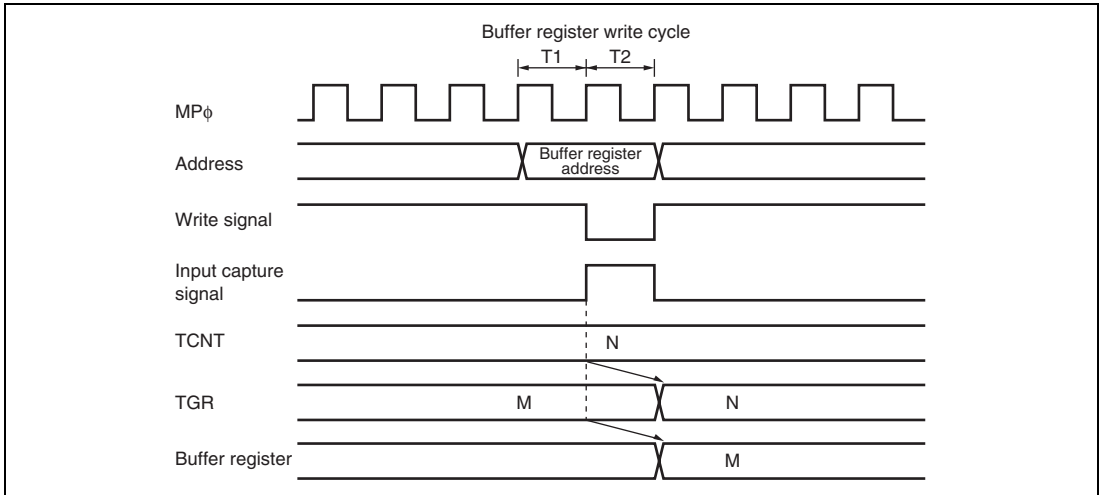 Buffer register write cycle
T1 T2
MPφ
Address
Buffer register
address
Write signal
Input capture
signal
TCNT
N
TGR
M N
Buffer register
M